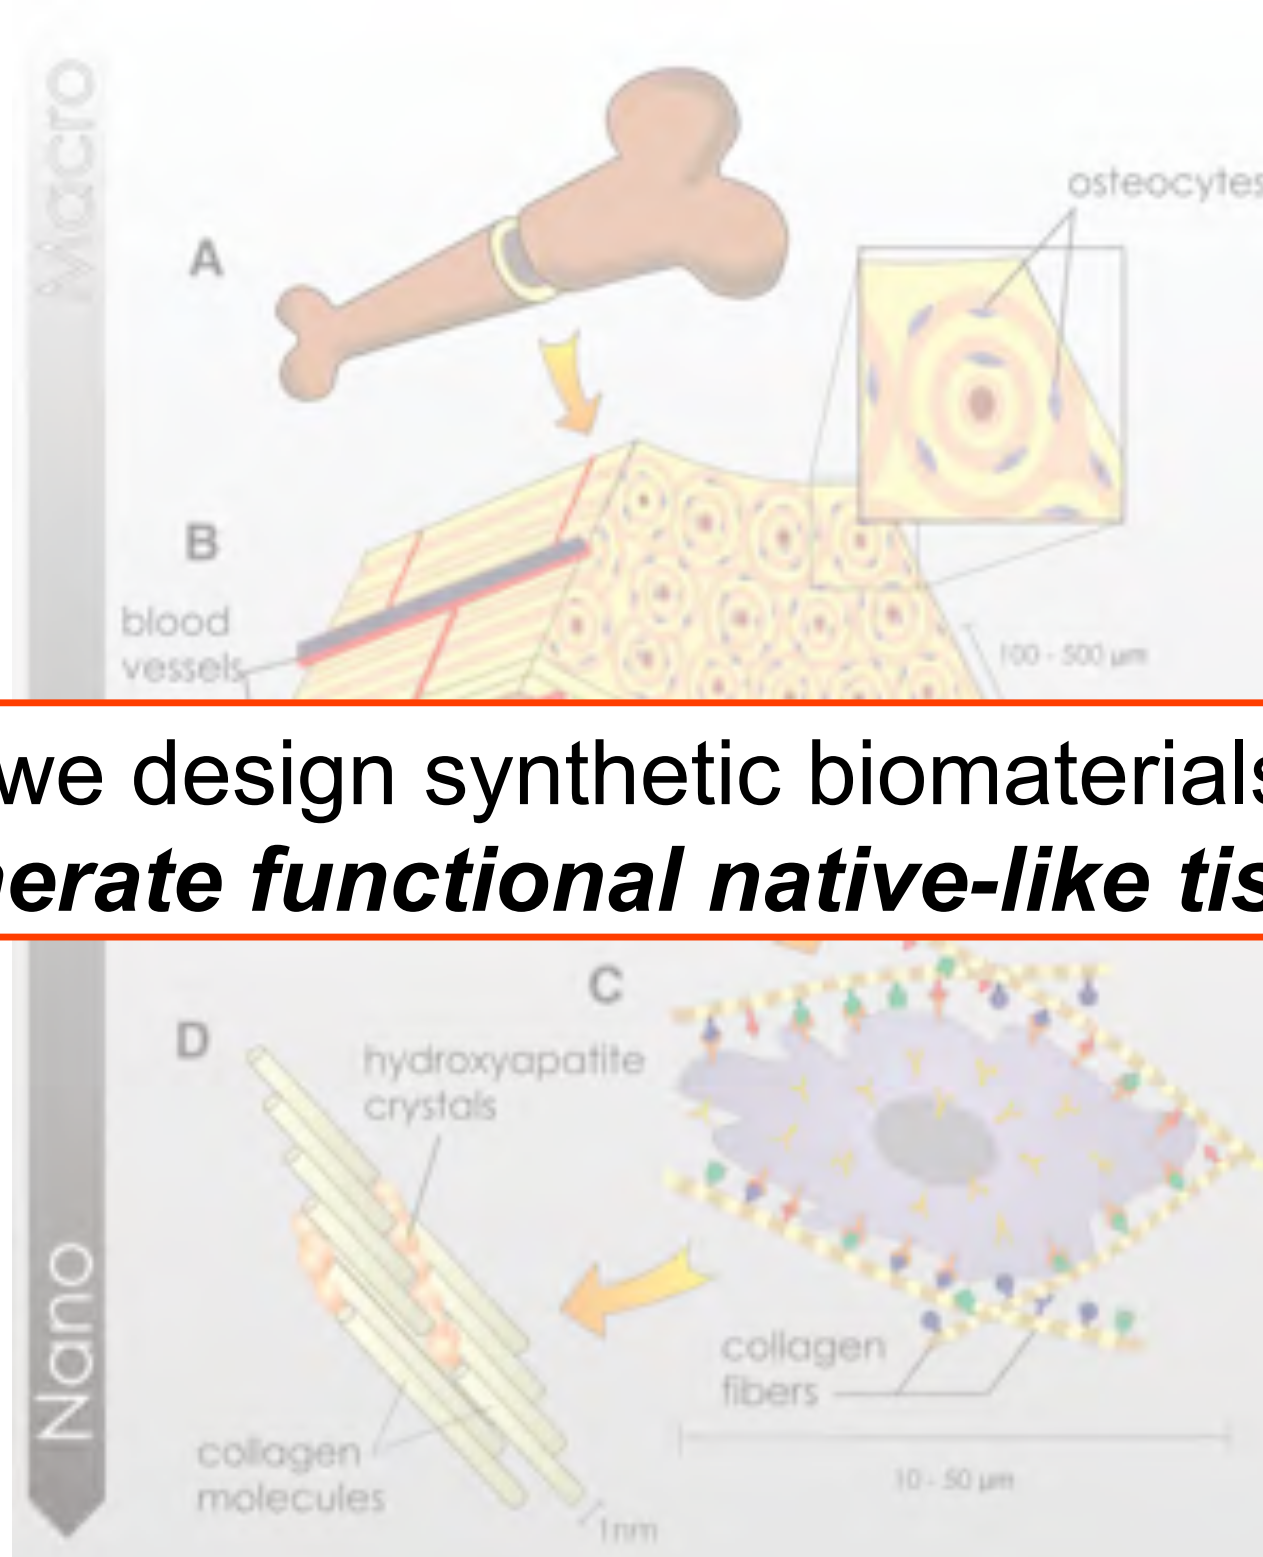 Macro
osteocytes
A
B
blood
vessels
100 - 500 µm
we design synthetic biomaterials
nerate functional native-like tis
C
D
hydroxyapatite
crystals
Nano
collagen
fibers
collagen
molecules
10 - 50 µm
1nm